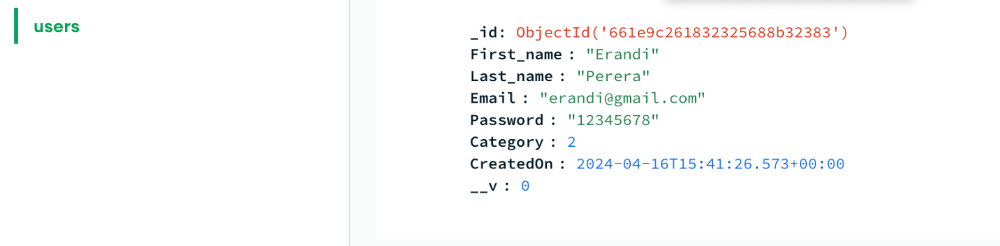 users
_id: ObjectId('661e9c261832325688b32383')
First_name : "Erandi"
Last_name : "Perera"
Email : "erandi@gmail.com"
Password : "12345678"
Category : 2
CreatedOn : 2024-04-16T15:41:26.573+00:00
__v : 0